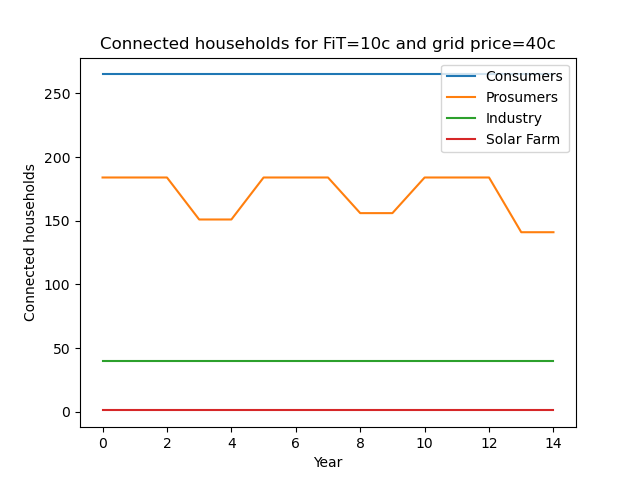 Connected households for FiT=10c and grid price=40c
Consumers
Prosumers
Industry
Solar Farm
Connected households
250
200
150
100
50
0
0 2 4 6 8 10 12 14
Year